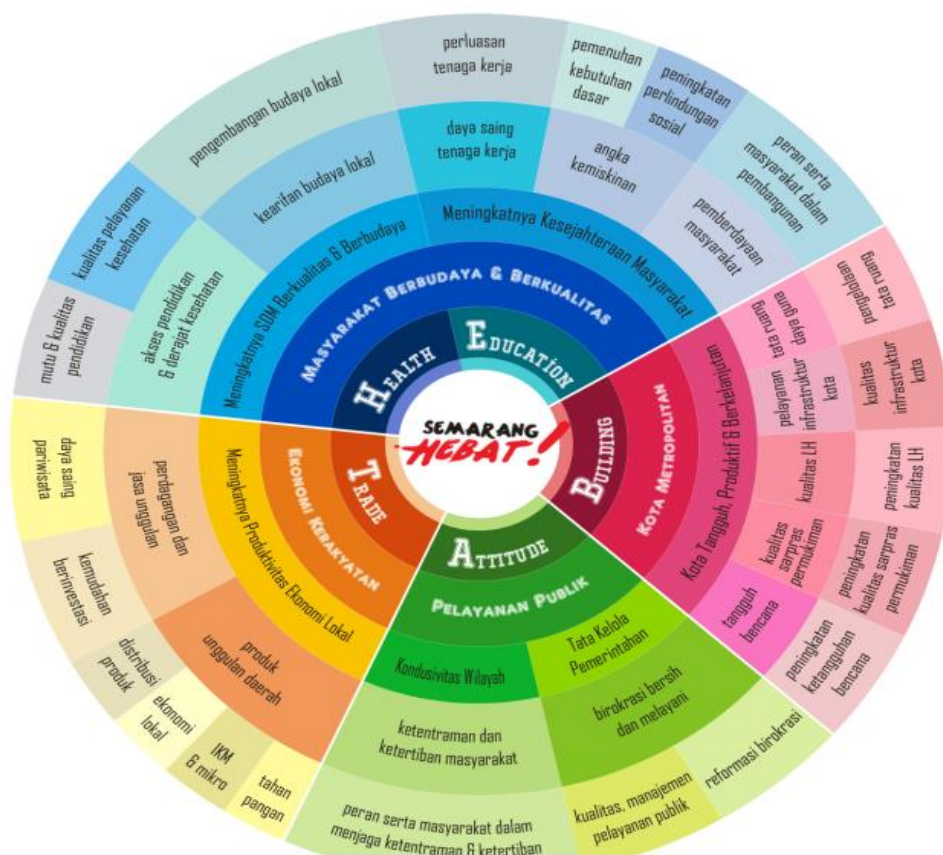 perluasan
tenaga kerja
pemenuhan
kebutuhan
dasar
peningkatan
perlindungan
sosial
peran serta
masyarakat dalam
pembangunan
pengembangan budaya lokal
kualitas pelayanan
kesehatan
mutu & kualitas
pendidikan
daya saing
tenaga kerja
angka
kemiskinan
pemberdayaan
masyarakat
kearifan budaya lokal
akses pendidikan
& derajat kesehatan
Meningkatnya SDM Berkualitas & Berbudaya
Meningkatnya Kesejahteraan Masyarakat
MASYARAKAT BERBUDAYA & BERKUALITAS
HEALTH
EDUCATION
SEMARANG
HEBAT!
BUILDING
KOTA METROPOLITAN
Kota Tangguh, Produktif & Berkelanjutan
daya guna
tata ruang
pengelolaan
tata ruang
pelayanan
infrastruktur
kota
kualitas
infrastruktur
kota
kualitas LH
peningkatan
kualitas LH
kualitas
sarpras
permukiman
peningkatan
kualitas sarpras
permukiman
tangguh
bencana
peningkatan
ketangguhan
bencana
ATTITUDE
PELAYANAN PUBLIK
Kondusivitas Wilayah
Tata Kelola
Pemerintahan
ketentraman dan
ketertiban masyarakat
birokrasi bersih
dan melayani
peran serta masyarakat dalam
menjaga ketentraman & ketertiban
kualitas, manajemen
pelayanan publik
reformasi birokrasi
TRADE
EKONOMI KERAKYATAN
Meningkatnya Produktivitas Ekonomi Lokal
perdagangan dan
jasa unggulan
produk
unggulan daerah
daya saing
pariwisata
kemudahan
berinvestasi
distribusi
produk
ekonomi
lokal
IKM
& mikro
tahan
pangan